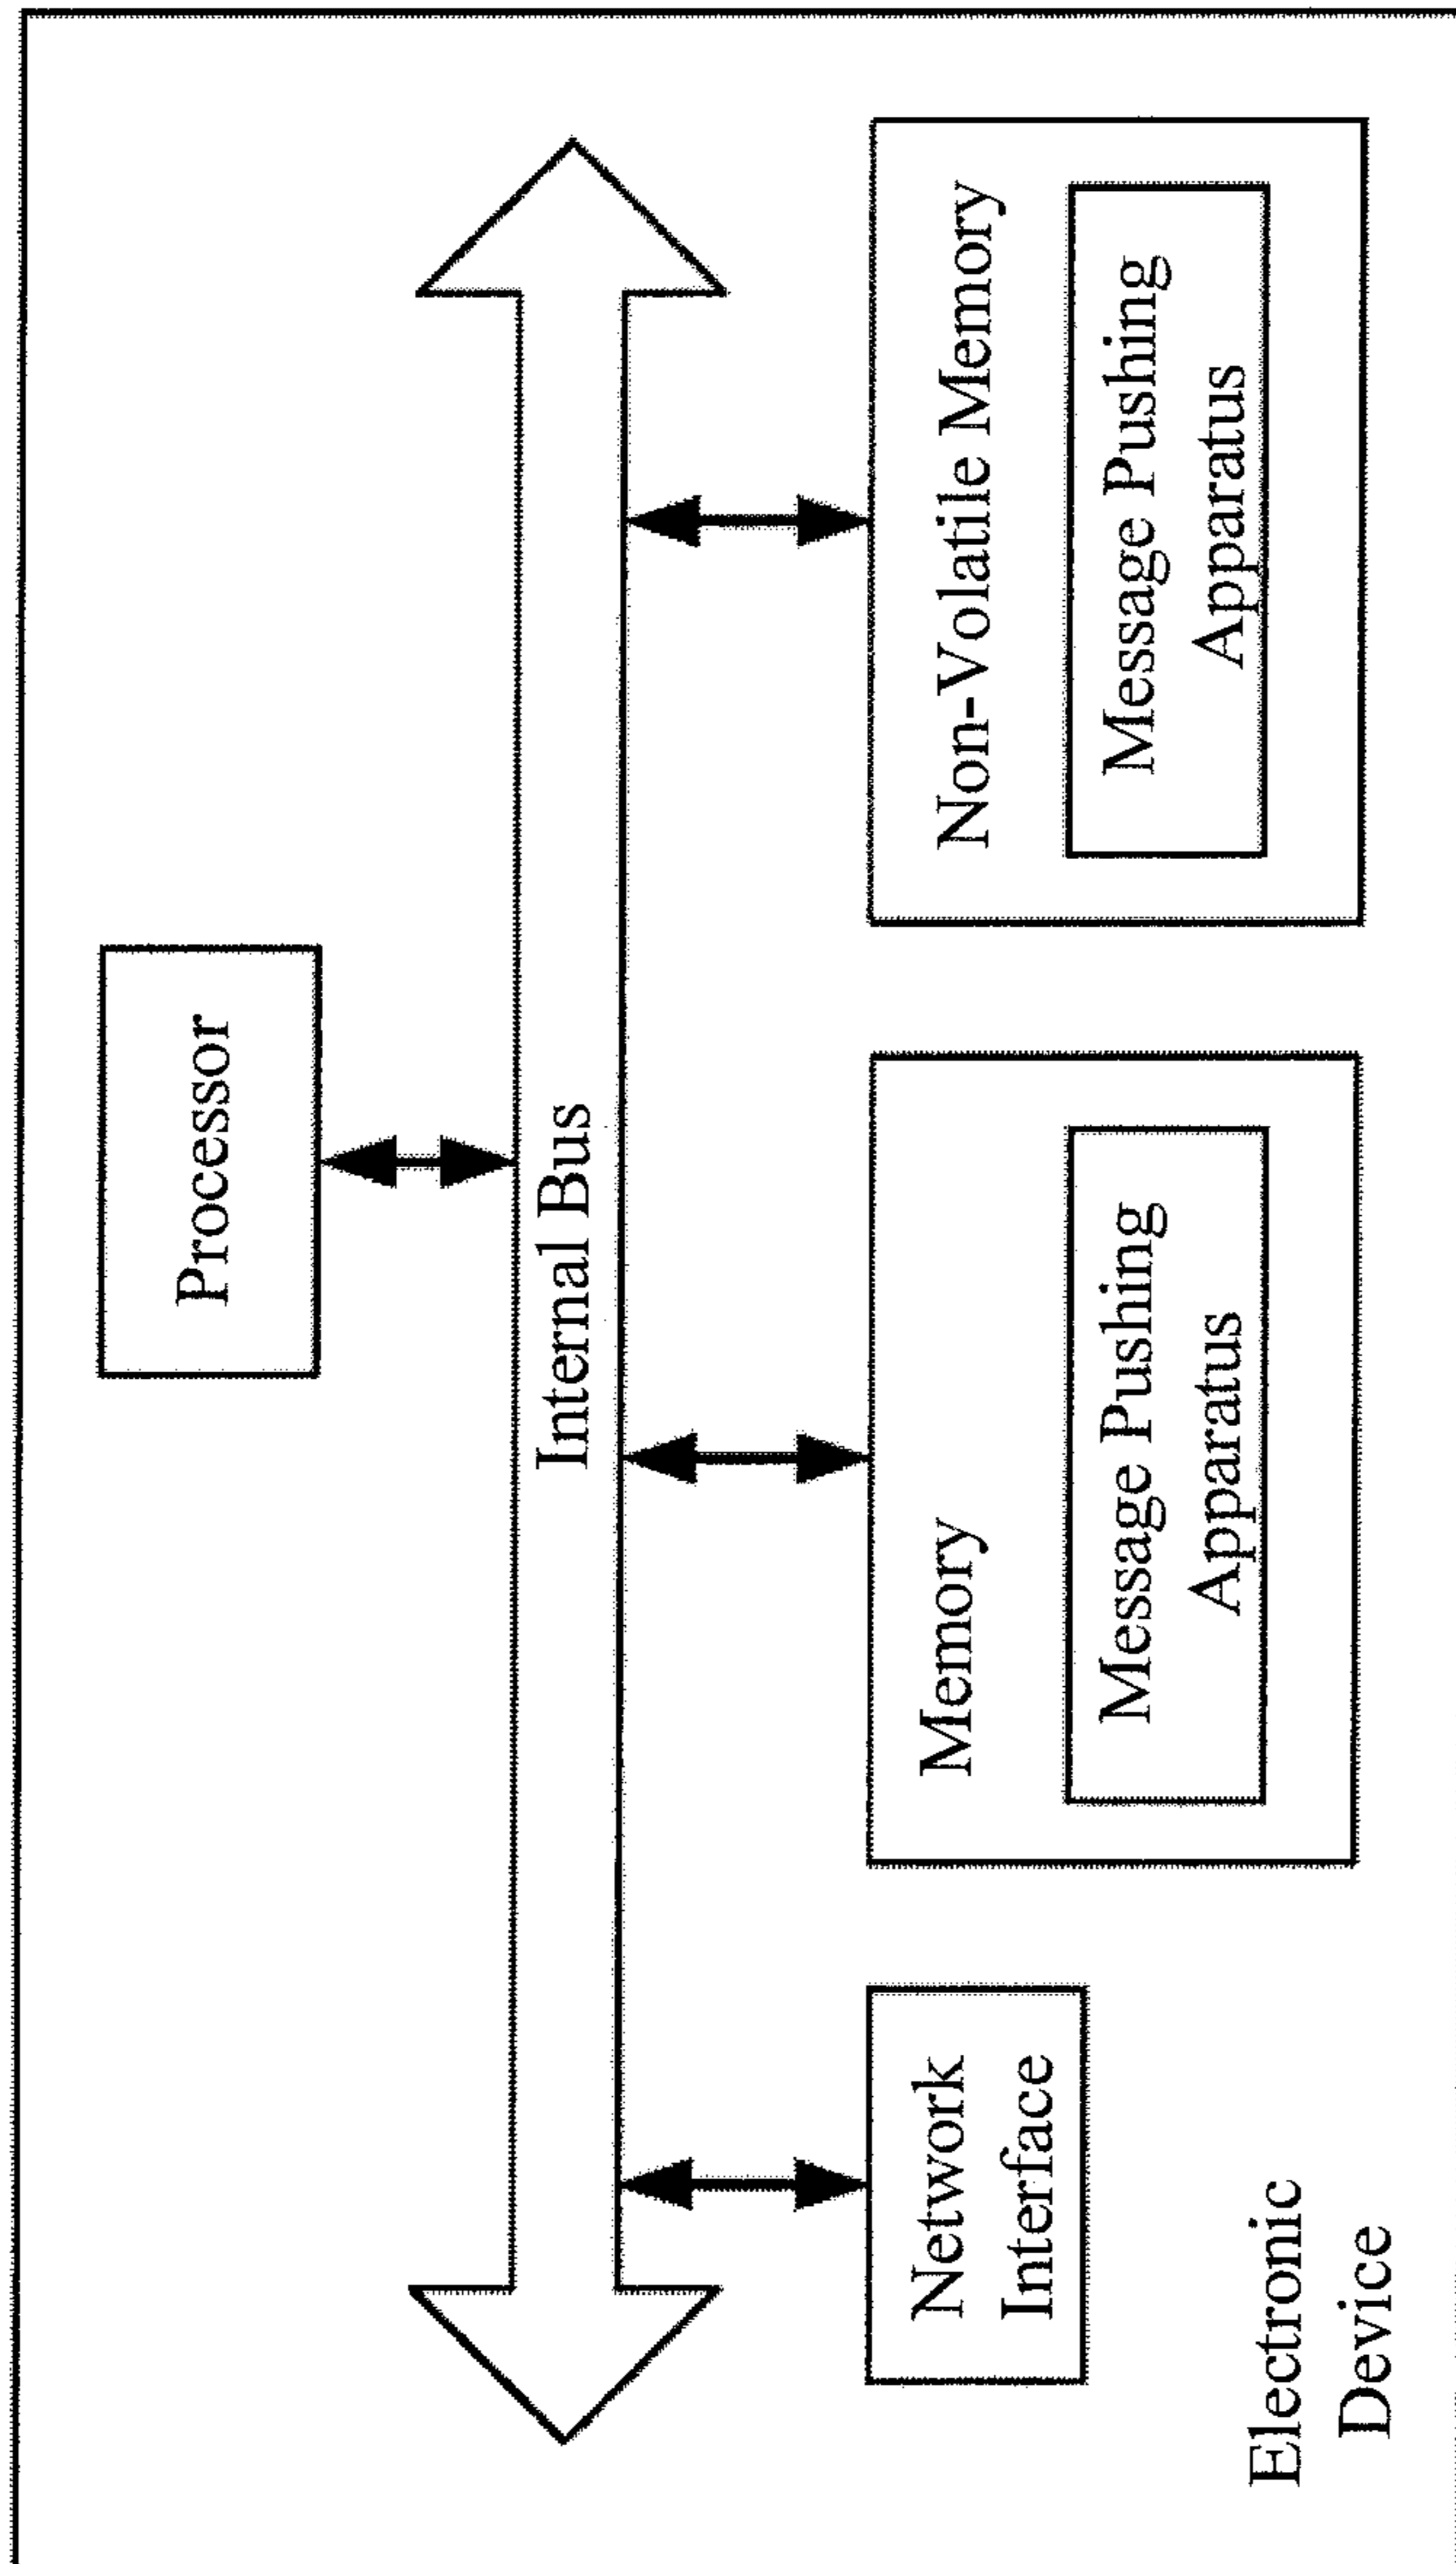 Processor
Internal Bus
Network
Interface
Memory
Message Pushing
Apparatus
Non-Volatile Memory
Message Pushing
Apparatus
Electronic
Device